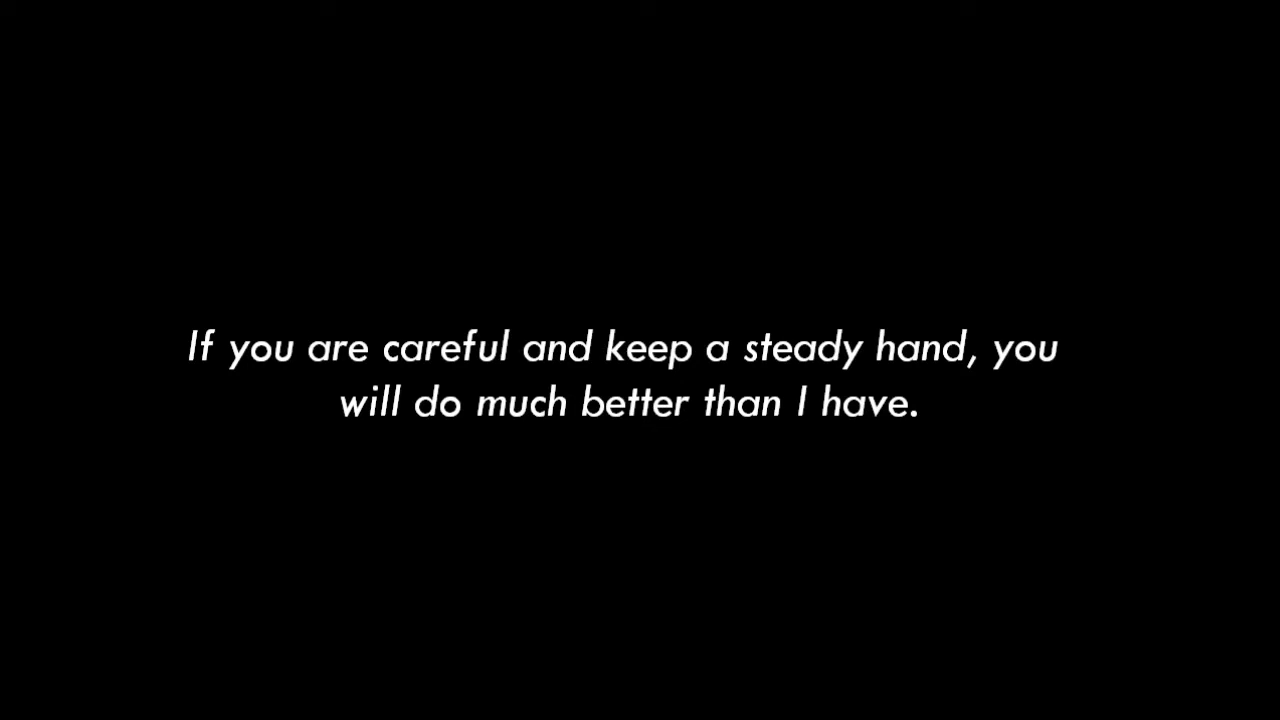 If you are careful and keep a steady hand, you
will do much better than I have.